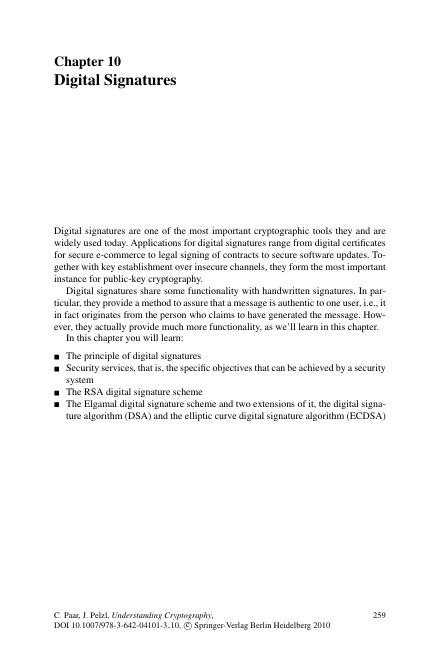 Chapter 10
Digital Signatures
Digital signatures are one of the most important cryptographic tools they and are
widely used today. Applications for digital signatures range from digital certificates
for secure e-commerce to legal signing of contracts to secure software updates. To-
gether with key establishment over insecure channels, they form the most important
instance for public-key cryptography.
Digital signatures share some functionality with handwritten signatures. In par-
ticular, they provide a method to assure that a message is authentic to one user, i.e., it
in fact originates from the person who claims to have generated the message. How-
ever, they actually provide much more functionality, as we'll learn in this chapter.
In this chapter you will learn:
■ The principle of digital signatures
■ Security services, that is, the specific objectives that can be achieved by a security
system
■ The RSA digital signature scheme
■ The Elgamal digital signature scheme and two extensions of it, the digital signa-
ture algorithm (DSA) and the elliptic curve digital signature algorithm (ECDSA)
C. Paar, J. Pelzl, Understanding Cryptography, 259
DOI 10.1007/978-3-642-04101-3_10, © Springer-Verlag Berlin Heidelberg 2010